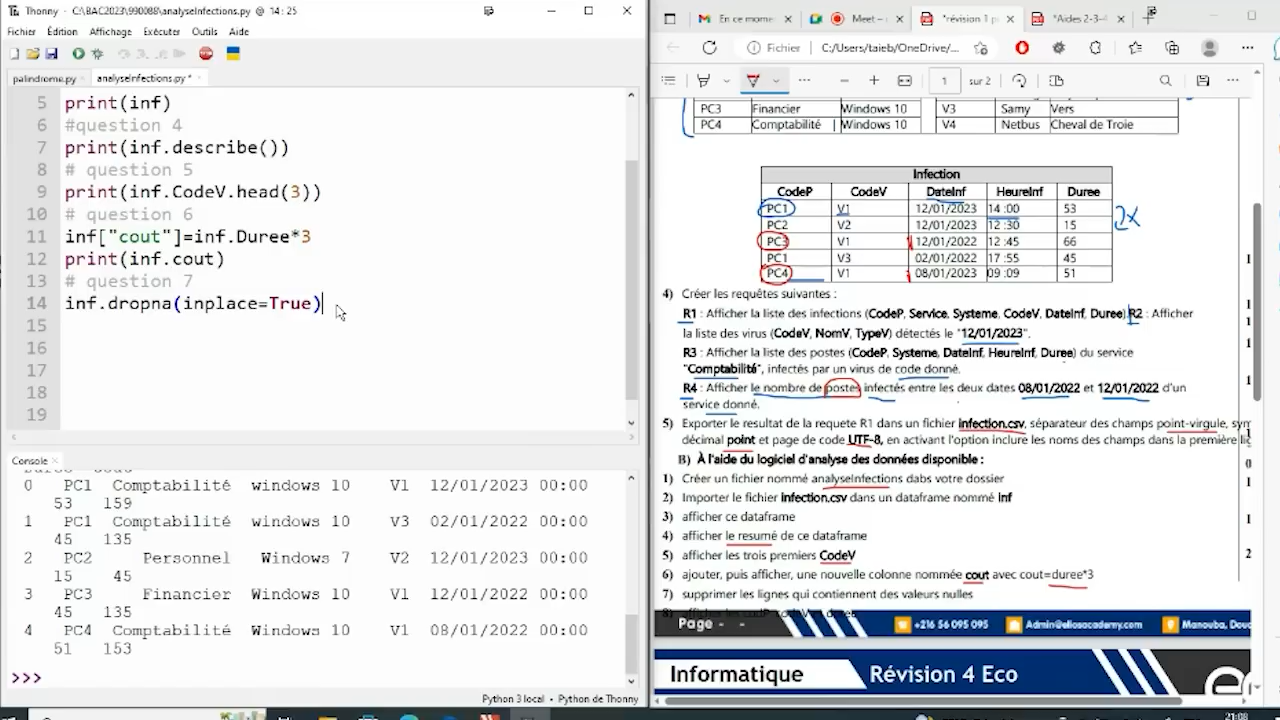 Thonny - C:\BAC2023\990088\analyseInfections.py @ 14 : 25
Fichier Édition Affichage Exécuter Outils Aide
palindrome.py analyseInfections.py *
5 print(inf)
6 #question 4
7 print(inf.describe())
8 # question 5
9 print(inf.CodeV.head(3))
10 # question 6
11 inf["cout"]=inf.Duree*3
12 print(inf.cout)
13 # question 7
14 inf.dropna(inplace=True)
15
16
17
18
19
Console
0 PC1 Comptabilité windows 10 V1 12/01/2023 00:00
53 159
1 PC1 Comptabilité windows 10 V3 02/01/2022 00:00
45 135
2 PC2 Personnel Windows 7 V2 12/01/2023 00:00
15 45
3 PC3 Financier Windows 10 V1 12/01/2022 00:00
45 135
4 PC4 Comptabilité Windows 10 V1 08/01/2022 00:00
51 153
>>>
Python 3 local • Python de Thonny
En ce mome Meet – *révision 1 p *Aides 2-3-4
Fichier C:/Users/taieb/OneDrive/...
1 sur 2
PC3 Financier Windows 10 V3 Samy Vers
PC4 Comptabilité Windows 10 V4 Netbus Cheval de Troie
Infection
CodeP CodeV DateInf HeureInf Duree
PC1 V1 12/01/2023 14 :00 53
PC2 V2 12/01/2023 12 :30 15
PC3 V1 12/01/2022 12 :45 66
PC1 V3 02/01/2022 17 :55 45
PC4 V1 08/01/2023 09 :09 51
4) Créer les requêtes suivantes :
R1 : Afficher la liste des infections (CodeP, Service, Systeme, CodeV, DateInf, Duree).R2 : Afficher
la liste des virus (CodeV, NomV, TypeV) détectés le "12/01/2023".
R3 : Afficher la liste des postes (CodeP, Systeme, DateInf, HeureInf, Duree) du service
"Comptabilité", infectés par un virus de code donné.
R4 : Afficher le nombre de postes infectés entre les deux dates 08/01/2022 et 12/01/2022 d'un
service donné.
5) Exporter le resultat de la requete R1 dans un fichier infection.csv, séparateur des champs point-virgule, sym
décimal point et page de code UTF-8, en activant l'option inclure les noms des champs dans la première lig
B) À l'aide du logiciel d'analyse des données disponible :
1) Créer un fichier nommé analyseInfections dabs votre dossier
2) Importer le fichier infection.csv dans un dataframe nommé inf
3) afficher ce dataframe
4) afficher le resumé de ce dataframe
5) afficher les trois premiers CodeV
6) ajouter, puis afficher, une nouvelle colonne nommée cout avec cout=duree*3
7) supprimer les lignes qui contiennent des valeurs nulles
Page - - +216 56 095 095 Admin@eliosacademy.com Manouba, Dou
Informatique Révision 4 Eco
21:08